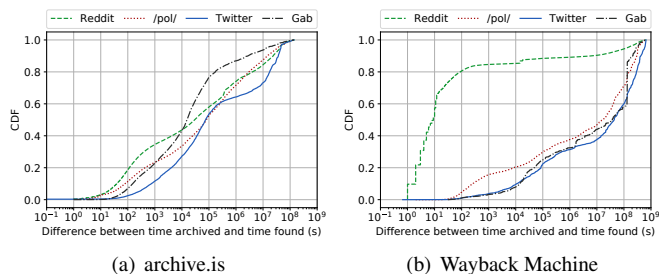 Reddit /pol/ Twitter Gab
CDF
1.0
0.8
0.6
0.4
0.2
0.0
10−1 100 101 102 103 104 105 106 107 108 109
Difference between time archived and time found (s)
(a) archive.is
Reddit /pol/ Twitter Gab
CDF
1.0
0.8
0.6
0.4
0.2
0.0
10−1 100 101 102 103 104 105 106 107 108 109
Difference between time archived and time found (s)
(b) Wayback Machine